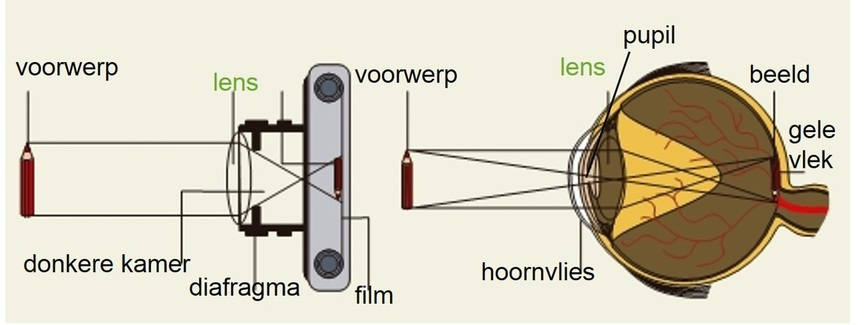 voorwerp
lens
donkere kamer
diafragma
film
voorwerp
lens
pupil
beeld
gele
vlek
hoornvlies